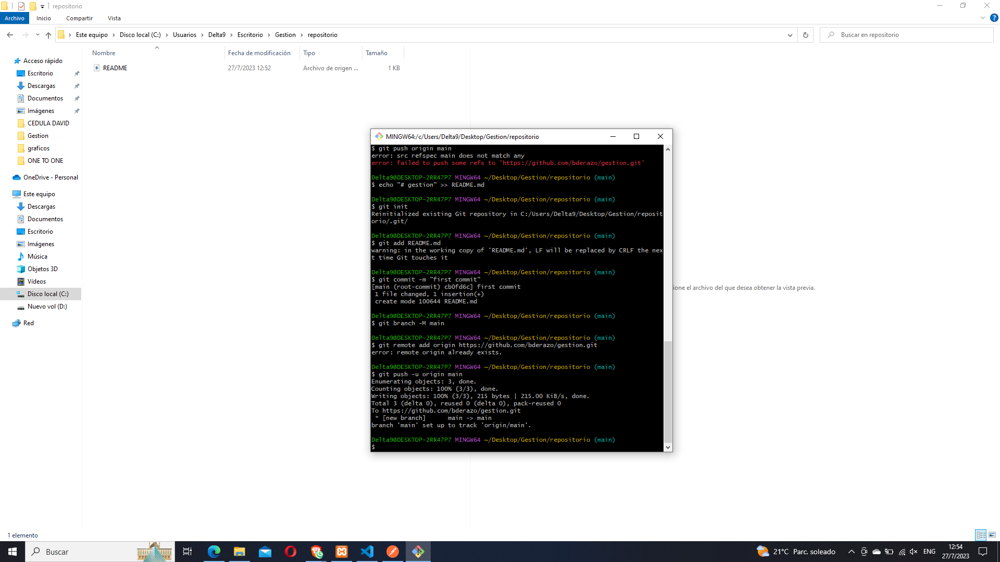 repositorio
Archivo
Inicio
Compartir
Vista
Este equipo
Disco local (C:)
Usuarios
Delta9
Escritorio
Gestion
repositorio
Buscar en repositorio
Nombre
Fecha de modificación
Tipo
Tamaño
README
27/7/2023 12:52
Archivo de origen ...
1 KB
Acceso rápido
Escritorio
Descargas
Documentos
Imágenes
CEDULA DAVID
Gestion
graficos
ONE TO ONE
OneDrive - Personal
Este equipo
Descargas
Documentos
Escritorio
Imágenes
Música
Objetos 3D
Vídeos
Disco local (C:)
Nuevo vol (D:)
Red
MINGW64:/c/Users/Delta9/Desktop/Gestion/repositorio
$ git push origin main
error: src refspec main does not match any
error: failed to push some refs to 'https://github.com/bderazo/gestion.git'
Delta9@DESKTOP-2RR47P7 MINGW64 ~/Desktop/Gestion/repositorio (main)
$ echo "# gestion" >> README.md
Delta9@DESKTOP-2RR47P7 MINGW64 ~/Desktop/Gestion/repositorio (main)
$ git init
Reinitialized existing Git repository in C:/Users/Delta9/Desktop/Gestion/reposit
orio/.git/
Delta9@DESKTOP-2RR47P7 MINGW64 ~/Desktop/Gestion/repositorio (main)
$ git add README.md
warning: in the working copy of 'README.md', LF will be replaced by CRLF the nex
t time Git touches it
Delta9@DESKTOP-2RR47P7 MINGW64 ~/Desktop/Gestion/repositorio (main)
$ git commit -m "first commit"
[main (root-commit) cb0fd6c] first commit
1 file changed, 1 insertion(+)
create mode 100644 README.md
Delta9@DESKTOP-2RR47P7 MINGW64 ~/Desktop/Gestion/repositorio (main)
$ git branch -M main
Delta9@DESKTOP-2RR47P7 MINGW64 ~/Desktop/Gestion/repositorio (main)
$ git remote add origin https://github.com/bderazo/gestion.git
error: remote origin already exists.
Delta9@DESKTOP-2RR47P7 MINGW64 ~/Desktop/Gestion/repositorio (main)
$ git push -u origin main
Enumerating objects: 3, done.
Counting objects: 100% (3/3), done.
Writing objects: 100% (3/3), 215 bytes | 215.00 KiB/s, done.
Total 3 (delta 0), reused 0 (delta 0), pack-reused 0
To https://github.com/bderazo/gestion.git
* [new branch]      main -> main
branch 'main' set up to track 'origin/main'.
Delta9@DESKTOP-2RR47P7 MINGW64 ~/Desktop/Gestion/repositorio (main)
$
ione el archivo del que desea obtener la vista previa.
1 elemento
Buscar
21°C Parc. soleado
ENG
12:54
27/7/2023